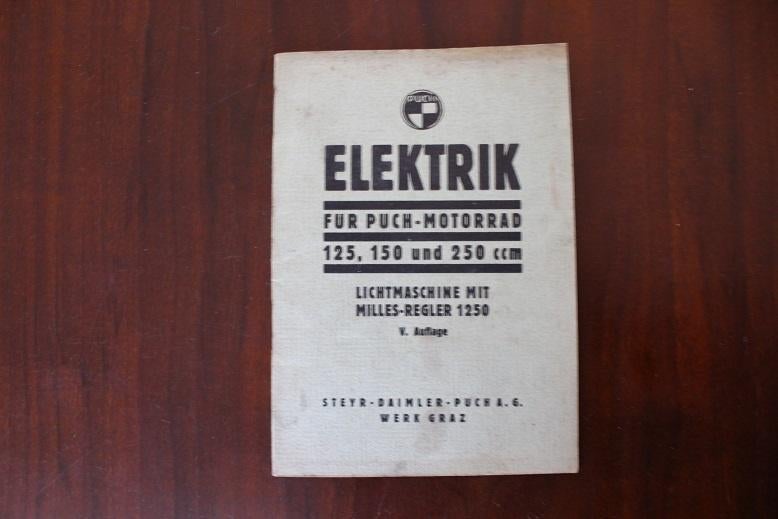 ELEKTRIK
FÜR PUCH-MOTORRAD
125, 150 und 250 ccm
LICHTMASCHINE MIT
MILLES-REGLER 1250
V. Auflage
STEYR-DAIMLER-PUCH A. G.
WERK GRAZ